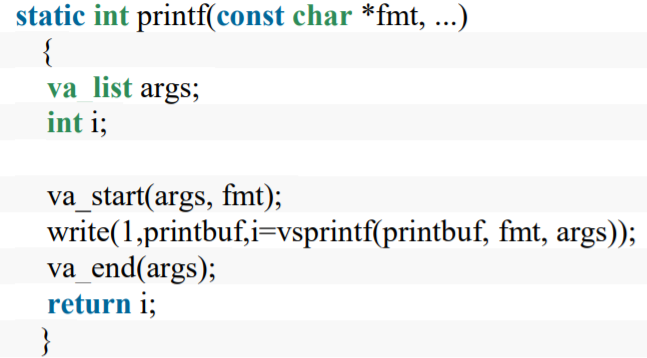 static int printf(const char *fmt, ...)
{
va_list args;
int i;
va_start(args, fmt);
write(1,printbuf,i=vsprintf(printbuf, fmt, args));
va_end(args);
return i;
}